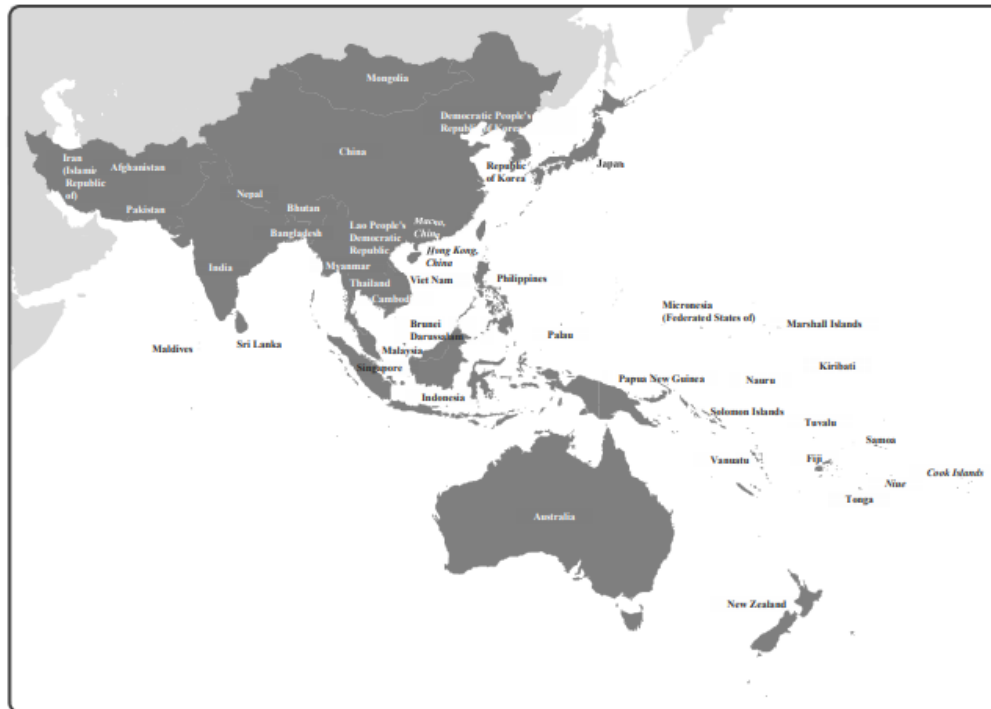 Mongolia
Democratic People's
Republic of Korea
China
Iran
(Islamic
Republic
of)
Afghanistan
Republic
of Korea
Japan
Pakistan
Nepal
Bhutan
Bangladesh
Lao People's
Democratic
Republic
Macao,
China
Hong Kong,
China
India
Myanmar
Thailand
Viet Nam
Philippines
Cambod
Micronesia
(Federated States of)
Marshall Islands
Brunei
Darussalam
Palau
Maldives
Sri Lanka
Malaysia
Singapore
Kiribati
Papua New Guinea
Nauru
Indonesia
Solomon Islands
Tuvalu
Samoa
Vanuatu
Fiji
Cook Islands
Niue
Tonga
Australia
New Zealand